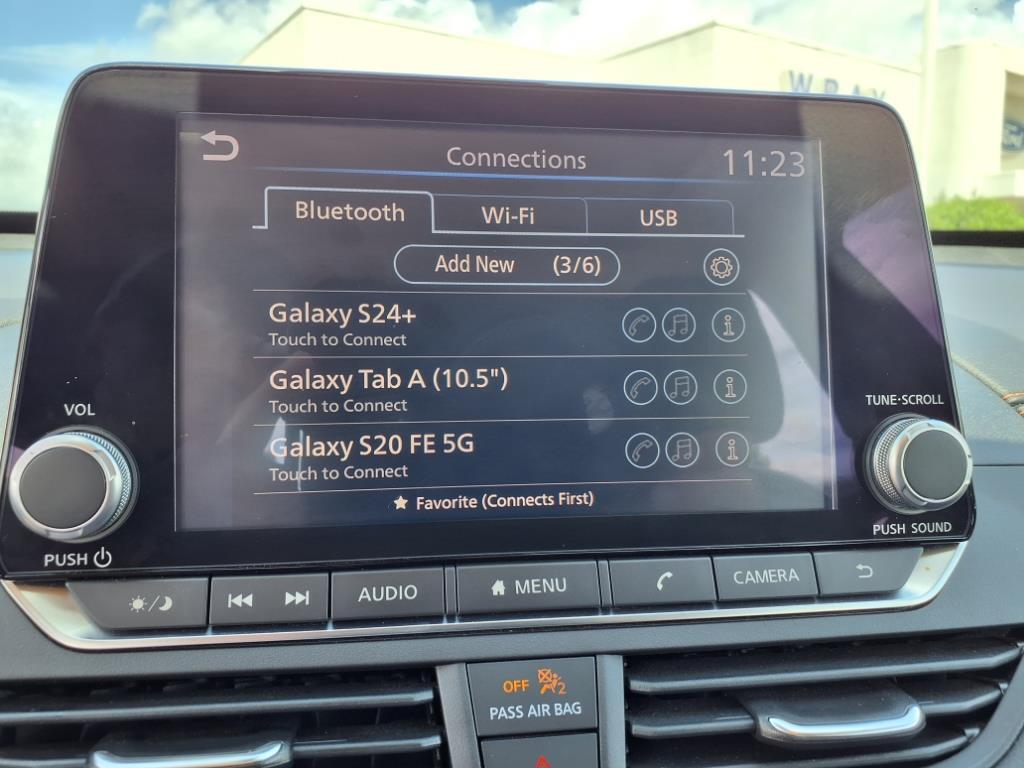 WRAY
Ford
Connections
11:23
Bluetooth
Wi-Fi
USB
Add New (3/6)
Galaxy S24+
Touch to Connect
Galaxy Tab A (10.5")
Touch to Connect
Galaxy S20 FE 5G
Touch to Connect
★ Favorite (Connects First)
VOL
PUSH
TUNE·SCROLL
PUSH SOUND
AUDIO
MENU
CAMERA
OFF 2
PASS AIR BAG